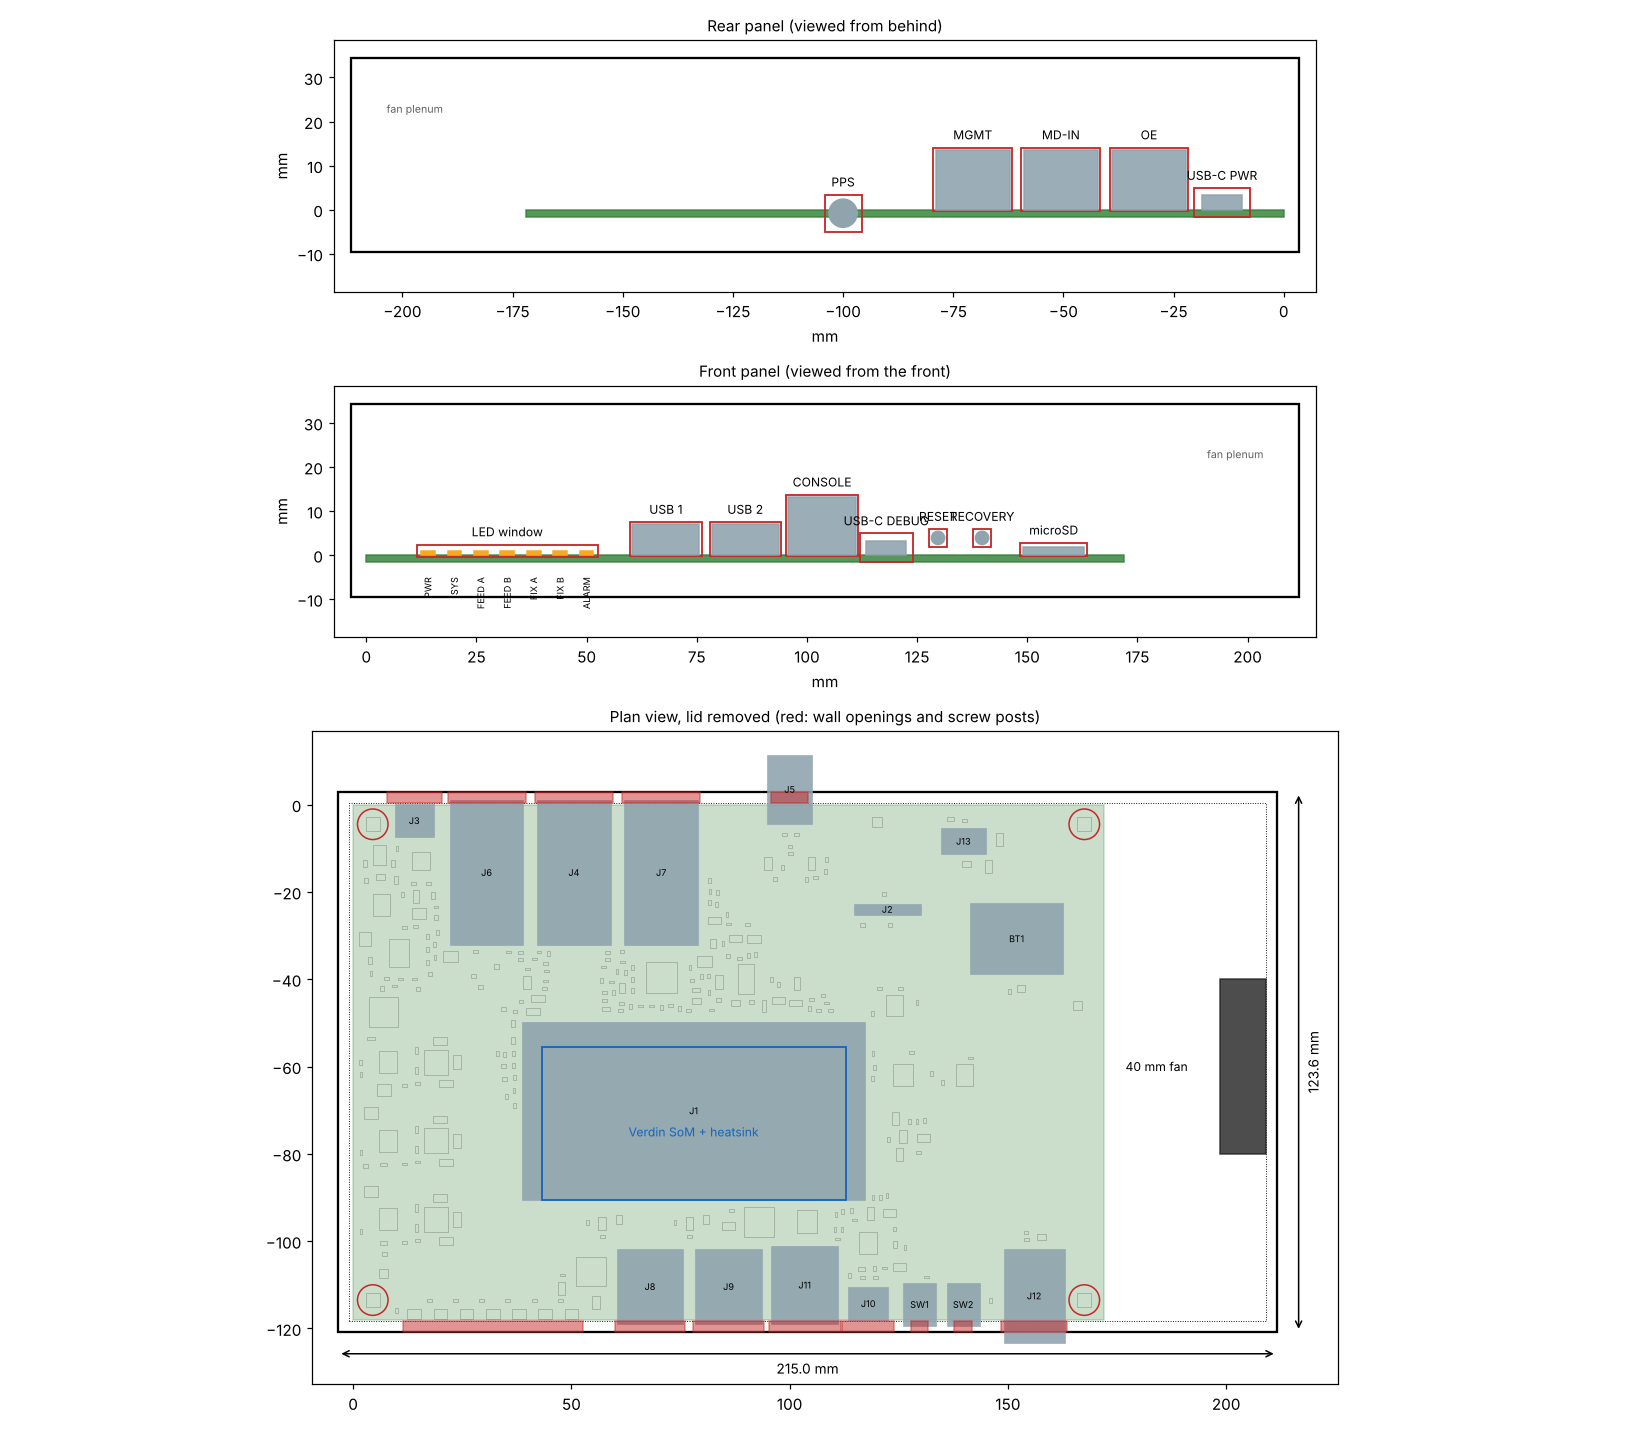 Rear panel (viewed from behind)
30
20
10
0
−10
mm
fan plenum
MGMT
MD-IN
OE
USB-C PWR
PPS
−200
−175
−150
−125
−100
−75
−50
−25
0
mm
Front panel (viewed from the front)
30
20
10
0
−10
mm
fan plenum
CONSOLE
USB 1
USB 2
USB-C DEBUG
RESET
RECOVERY
microSD
LED window
PWR
SYS
FEED A
FEED B
FIX A
FIX B
ALARM
0
25
50
75
100
125
150
175
200
mm
Plan view, lid removed (red: wall openings and screw posts)
0
−20
−40
−60
−80
−100
−120
J5
J3
J6
J4
J7
J13
J2
BT1
J1
Verdin SoM + heatsink
40 mm fan
123.6 mm
J8
J9
J11
J10
SW1
SW2
J12
215.0 mm
0
50
100
150
200